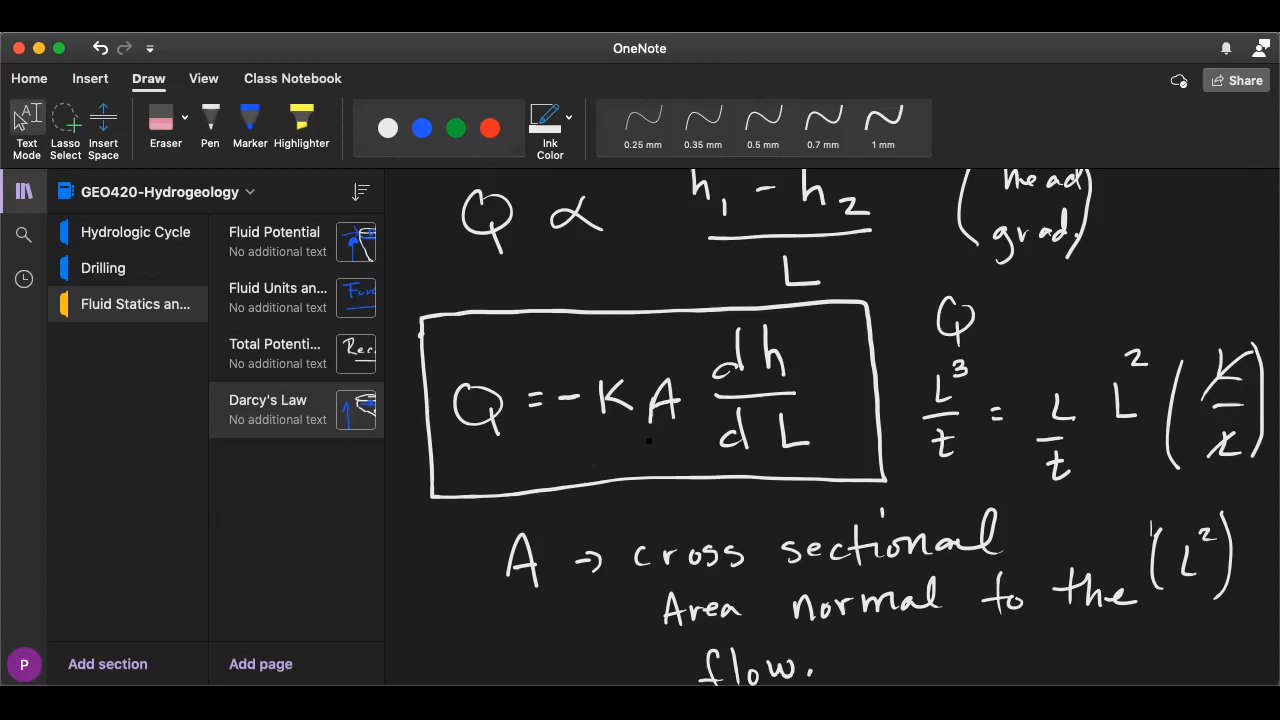 OneNote
Home Insert Draw View Class Notebook
Share
Text Mode
Lasso Select
Insert Space
Eraser
Pen
Marker
Highlighter
Ink Color
0.25 mm
0.35 mm
0.5 mm
0.7 mm
1 mm
GEO420-Hydrogeology
Hydrologic Cycle
Drilling
Fluid Statics an...
Fluid Potential
No additional text
Fluid Units an...
No additional text
Total Potenti...
No additional text
Rec
Darcy's Law
No additional text
P
Add section
Add page
Q ∝ h₁ - h₂ / L (head grad.)
Q = -KA dh/dL
Q
L³/t = L/t L² (L/L)
A → cross sectional
Area normal to the (L²)
flow.